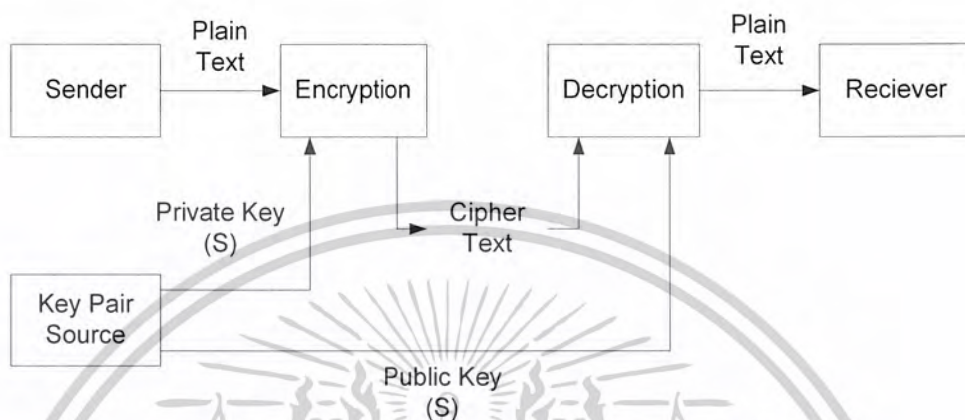 Plain
Text
Sender
Encryption
Decryption
Plain
Text
Reciever
Private Key
(S)
Cipher
Text
Key Pair
Source
Public Key
(S)